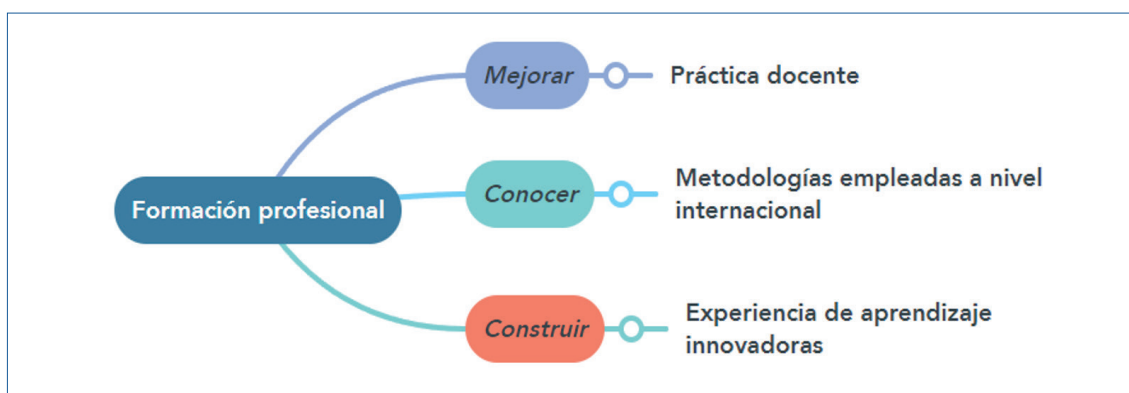 Mejorar
Práctica docente
Formación profesional
Conocer
Metodologías empleadas a nivel
internacional
Construir
Experiencia de aprendizaje
innovadoras